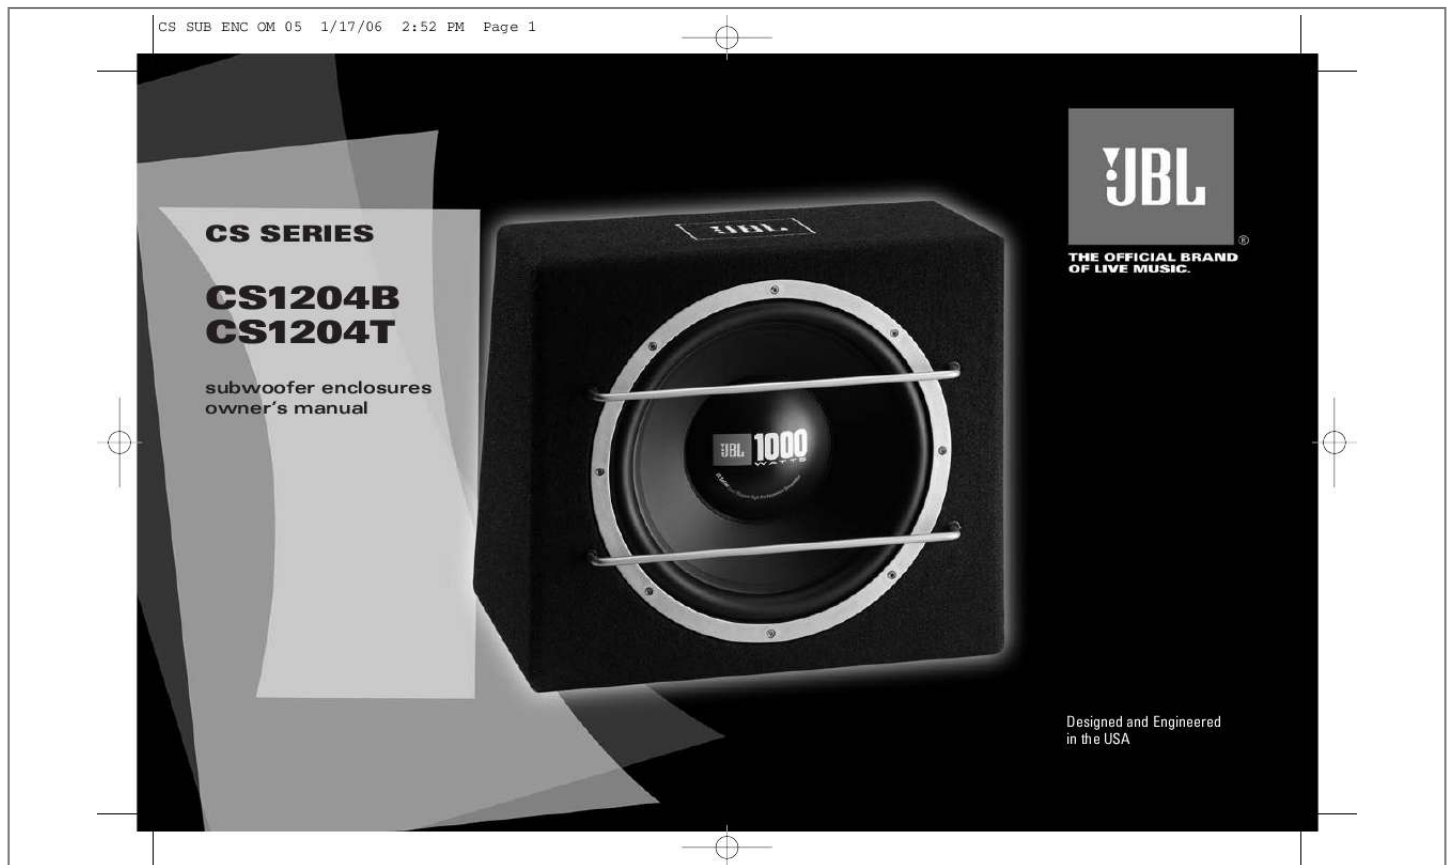 CS SUB ENC OM 05 1/17/06 2:52 PM Page 1
CS SERIES
CS1204B
CS1204T
subwoofer enclosures
owner's manual
JBL
JBL 1000
WATTS
JBL
®
THE OFFICIAL BRAND
OF LIVE MUSIC.
Designed and Engineered
in the USA